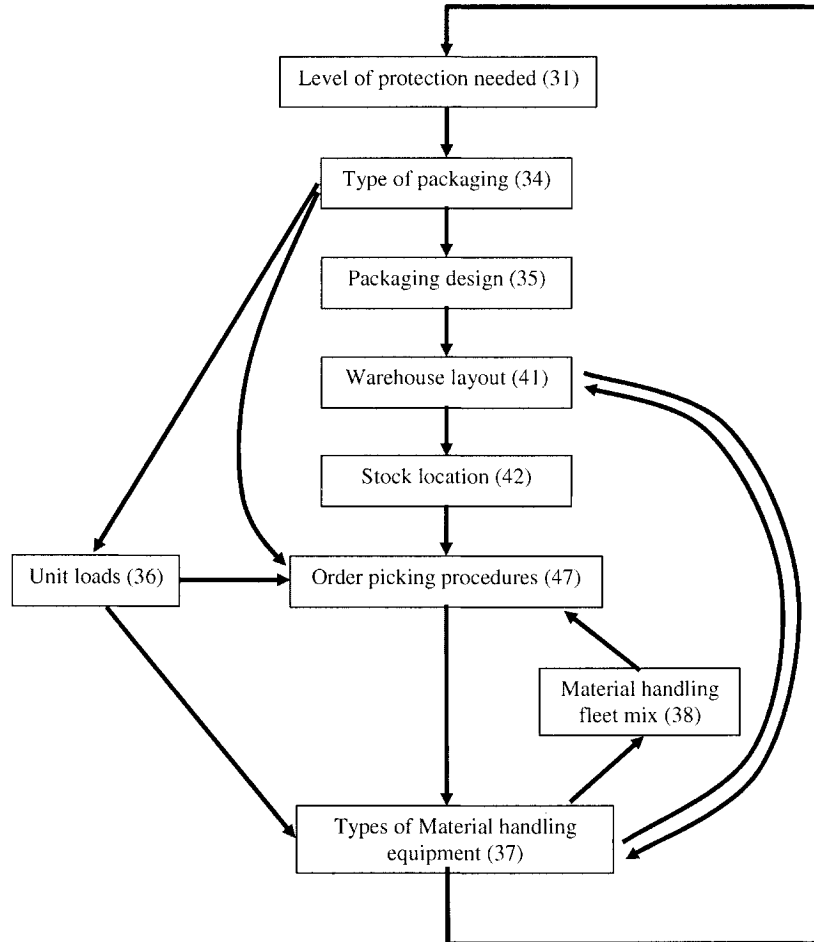 Level of protection needed (31)
Type of packaging (34)
Packaging design (35)
Warehouse layout (41)
Stock location (42)
Unit loads (36)
Order picking procedures (47)
Material handling
fleet mix (38)
Types of Material handling
equipment (37)